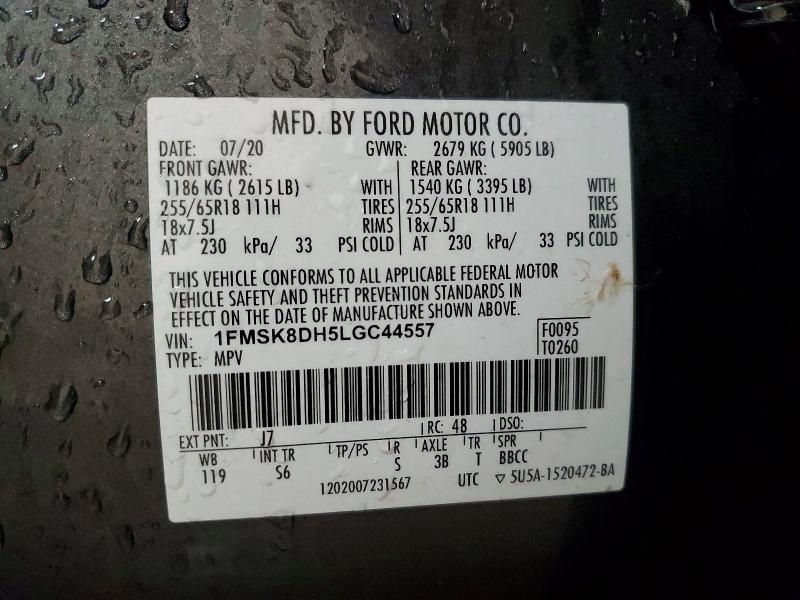 MFD. BY FORD MOTOR CO.
DATE: 07/20 GVWR: 2679 KG ( 5905 LB)
FRONT GAWR: REAR GAWR:
1186 KG ( 2615 LB) WITH 1540 KG ( 3395 LB) WITH
255/65R18 111H TIRES 255/65R18 111H TIRES
18x7.5J RIMS 18x7.5J RIMS
AT 230 kPa/ 33 PSI COLD AT 230 kPa/ 33 PSI COLD
THIS VEHICLE CONFORMS TO ALL APPLICABLE FEDERAL MOTOR
VEHICLE SAFETY AND THEFT PREVENTION STANDARDS IN
EFFECT ON THE DATE OF MANUFACTURE SHOWN ABOVE.
VIN: 1FMSK8DH5LGC44557 F0095
TYPE: MPV T0260
EXT PNT: J7 RC: 48 DSO:
WB INT TR TP/PS R AXLE TR SPR
119 S6 S 3B T BBCC
1202007231567 UTC ▽ 5U5A-1520472-BA